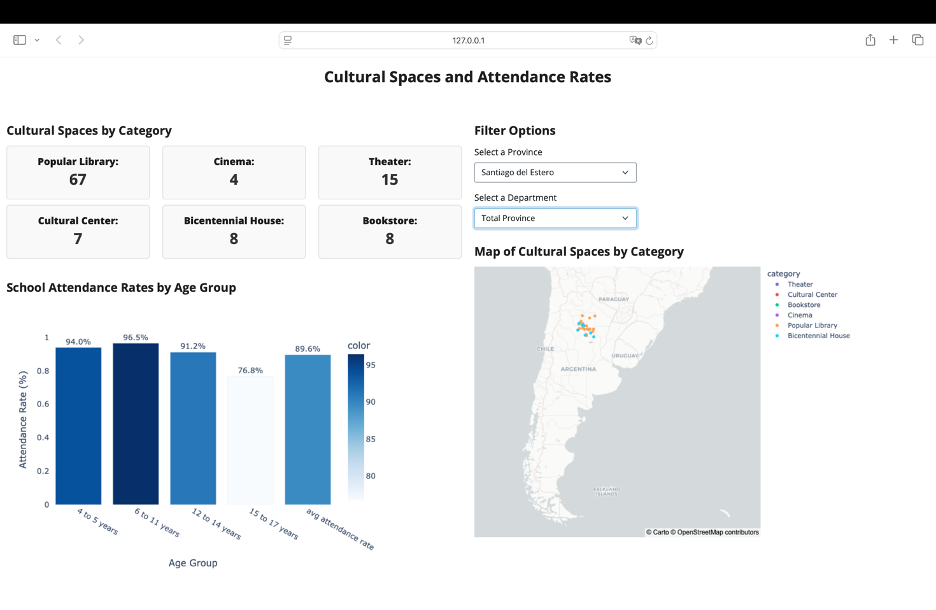 127.0.0.1
Cultural Spaces and Attendance Rates
Cultural Spaces by Category
Popular Library:
67
Cinema:
4
Theater:
15
Cultural Center:
7
Bicentennial House:
8
Bookstore:
8
School Attendance Rates by Age Group
1
0.8
0.6
0.4
0.2
0
Attendance Rate (%)
94.0%
96.5%
91.2%
76.8%
89.6%
4 to 5 years
6 to 11 years
12 to 14 years
15 to 17 years
avg attendance rate
Age Group
color
95
90
85
80
Filter Options
Select a Province
Santiago del Estero
Select a Department
Total Province
Map of Cultural Spaces by Category
PARAGUAY
CHILE
URUGUAY
ARGENTINA
FALKLAND
ISLANDS
© Carto © OpenStreetMap contributors
category
Theater
Cultural Center
Bookstore
Cinema
Popular Library
Bicentennial House